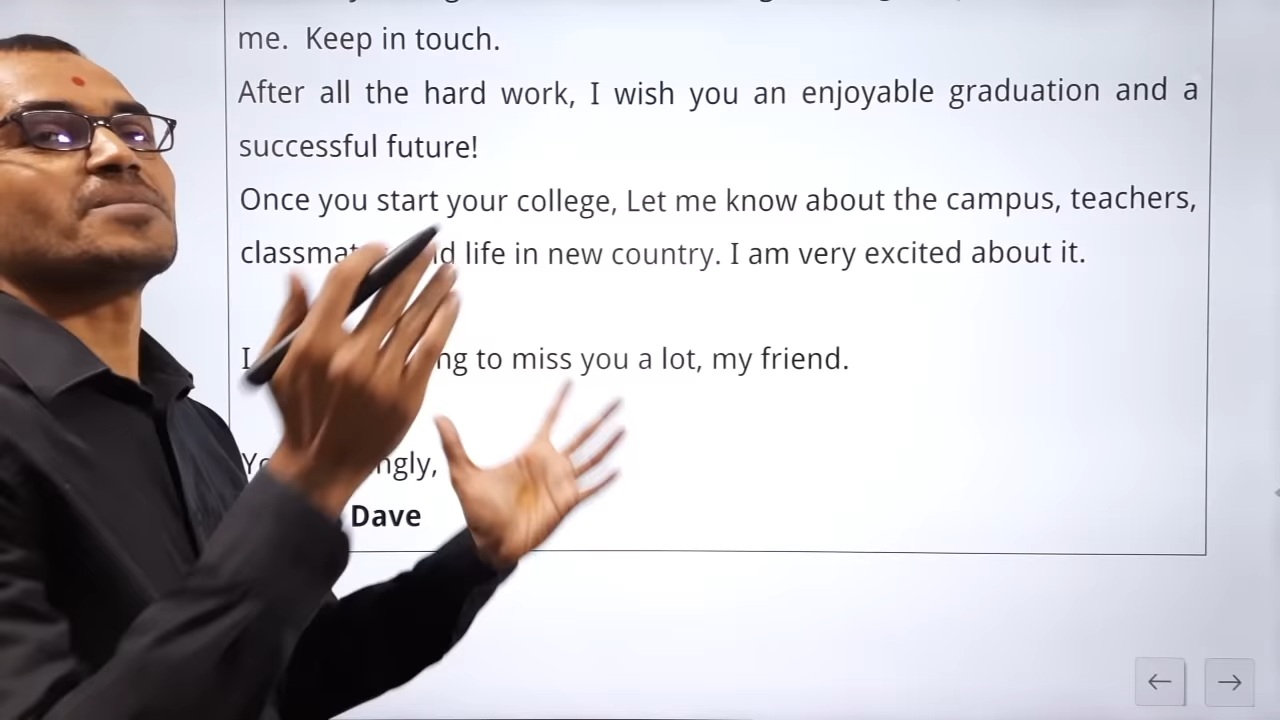 me. Keep in touch.
After all the hard work, I wish you an enjoyable graduation and a
successful future!
Once you start your college, Let me know about the campus, teachers,
life in new country. I am very excited about it.
I to miss you a lot, my friend.
Dave